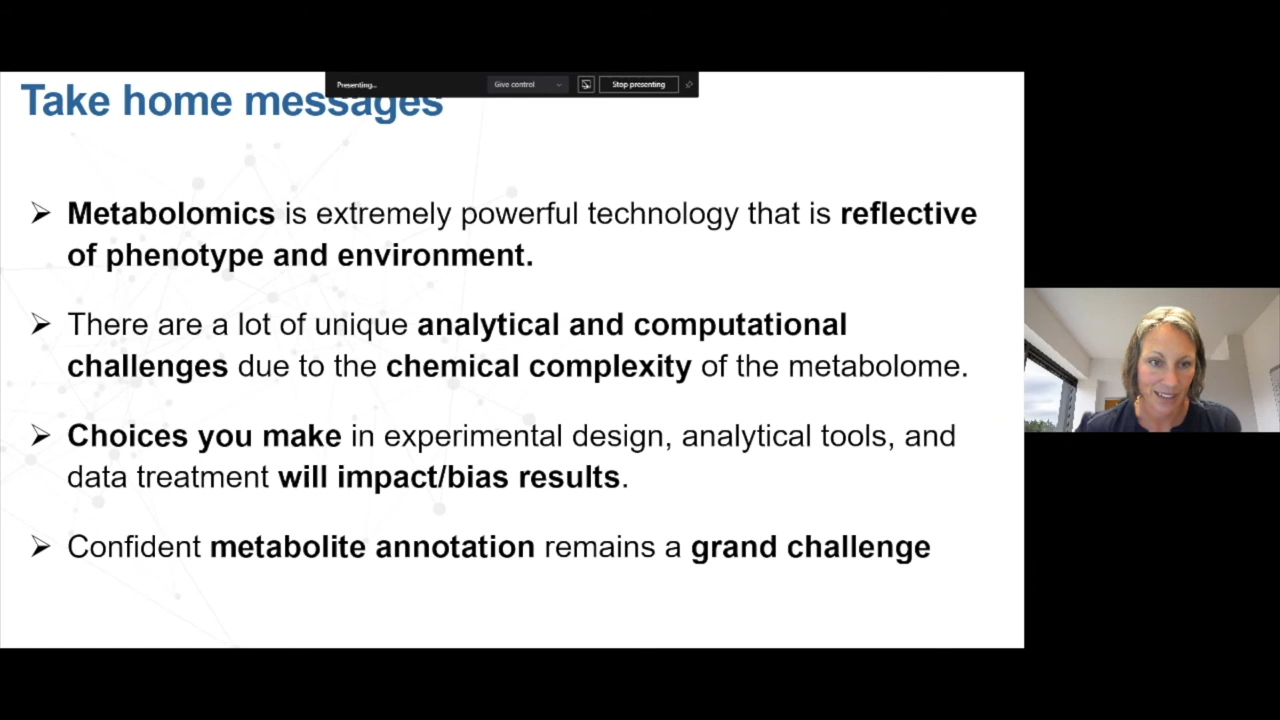 Presenting...
Give control
Stop presenting
Take home messages
➢ Metabolomics is extremely powerful technology that is reflective
of phenotype and environment.
➢ There are a lot of unique analytical and computational
challenges due to the chemical complexity of the metabolome.
➢ Choices you make in experimental design, analytical tools, and
data treatment will impact/bias results.
➢ Confident metabolite annotation remains a grand challenge